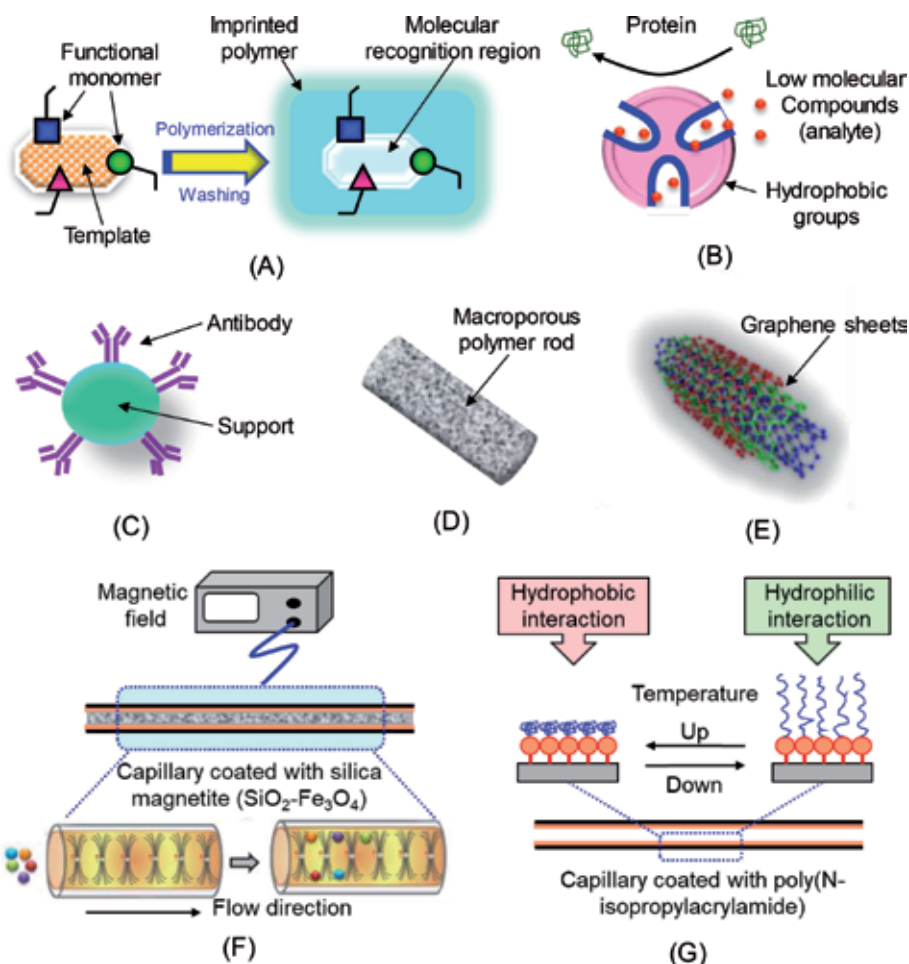 Functional
monomer
Polymerization
Washing
Template
Imprinted
polymer
Molecular
recognition region
(A)
Protein
Low molecular
Compounds
(analyte)
Hydrophobic
groups
(B)
Antibody
Support
(C)
Macroporous
polymer rod
(D)
Graphene sheets
(E)
Magnetic
field
Capillary coated with silica
magnetite (SiO₂-Fe₃O₄)
Flow direction
(F)
Hydrophobic
interaction
Hydrophilic
interaction
Temperature
Up
Down
Capillary coated with poly(N-
isopropylacrylamide)
(G)